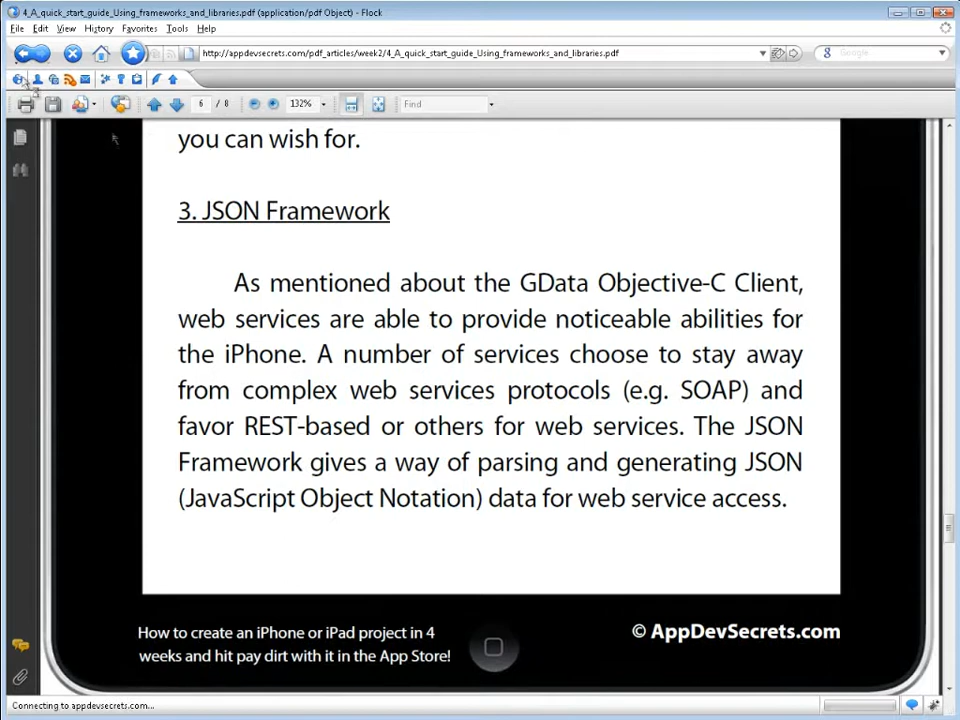 4_A_quick_start_guide_Using_frameworks_and_libraries.pdf (application/pdf Object) - Flock
File Edit View History Favorites Tools Help
http://appdevsecrets.com/pdf_articles/week2/4_A_quick_start_guide_Using_frameworks_and_libraries.pdf
Google
6 / 8 132% Find
you can wish for.
3. JSON Framework
As mentioned about the GData Objective-C Client,
web services are able to provide noticeable abilities for
the iPhone. A number of services choose to stay away
from complex web services protocols (e.g. SOAP) and
favor REST-based or others for web services. The JSON
Framework gives a way of parsing and generating JSON
(JavaScript Object Notation) data for web service access.
How to create an iPhone or iPad project in 4
weeks and hit pay dirt with it in the App Store!
© AppDevSecrets.com
Connecting to appdevsecrets.com...